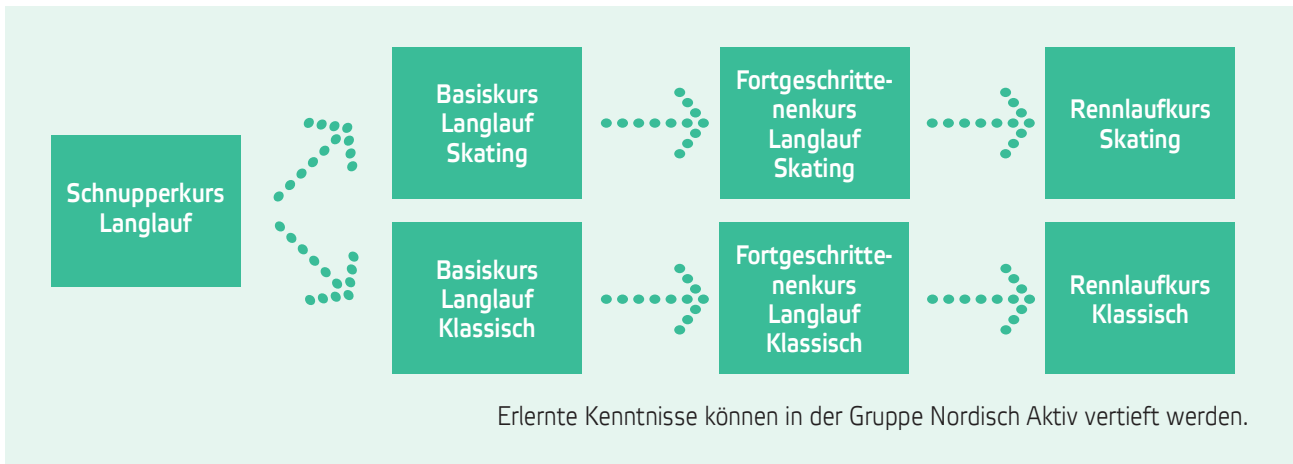 Schnupperkurs
Langlauf
Basiskurs
Langlauf
Skating
Fortgeschritte-
nenkurs
Langlauf
Skating
Rennlaufkurs
Skating
Basiskurs
Langlauf
Klassisch
Fortgeschritte-
nenkurs
Langlauf
Klassisch
Rennlaufkurs
Klassisch
Erlernte Kenntnisse können in der Gruppe Nordisch Aktiv vertieft werden.